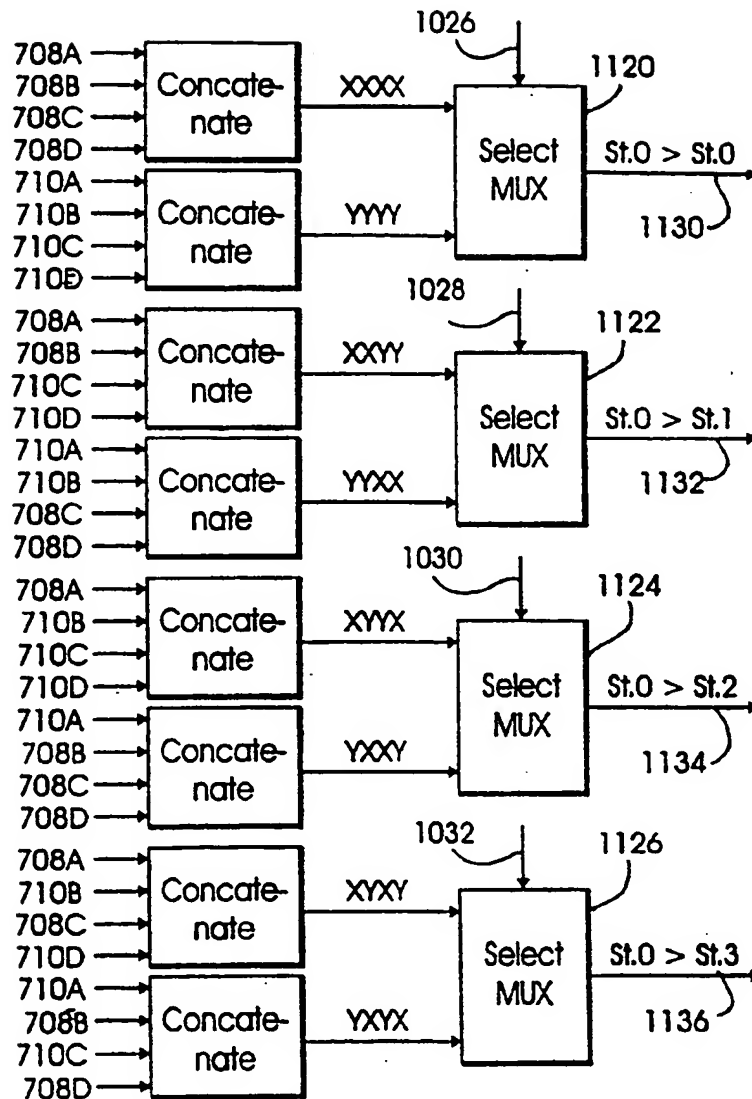 1026
708A
708B
708C
708D
Concate-
nate
XXXX
1120
Select
MUX
St.0 > St.0
1130
710A
710B
710C
710D
Concate-
nate
YYYY
1028
708A
708B
710C
710D
Concate-
nate
XXYY
1122
Select
MUX
St.0 > St.1
1132
710A
710B
708C
708D
Concate-
nate
YYXX
1030
708A
710B
710C
710D
Concate-
nate
XYYX
1124
Select
MUX
St.0 > St.2
1134
710A
708B
708C
708D
Concate-
nate
YXXY
1032
708A
710B
708C
710D
Concate-
nate
XYXY
1126
Select
MUX
St.0 > St.3
1136
710A
708B
710C
708D
Concate-
nate
YXYX